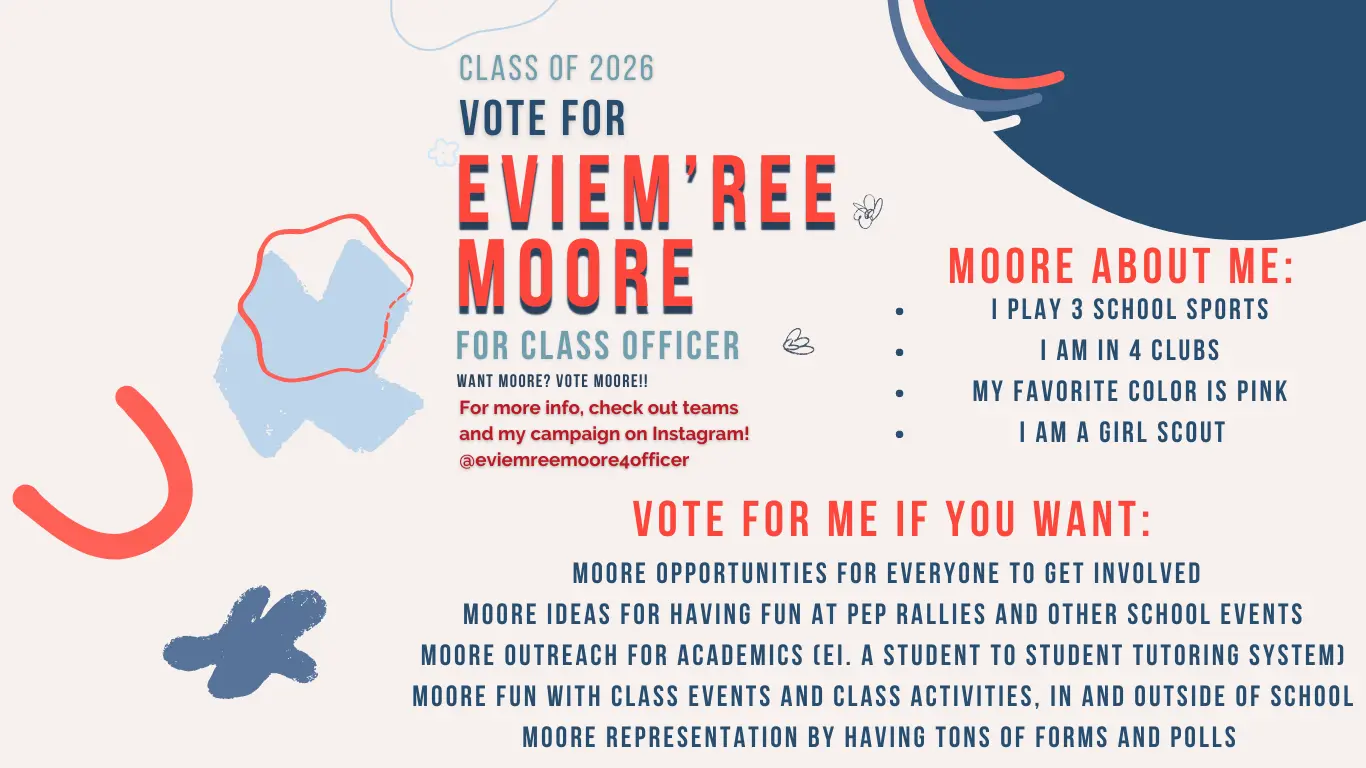 CLASS OF 2026
VOTE FOR
EVIEM'REE
MOORE
FOR CLASS OFFICER
WANT MOORE? VOTE MOORE!!
For more info, check out teams
and my campaign on Instagram!
@eviemreemoore4officer
MOORE ABOUT ME:
• I PLAY 3 SCHOOL SPORTS
• I AM IN 4 CLUBS
• MY FAVORITE COLOR IS PINK
• I AM A GIRL SCOUT
VOTE FOR ME IF YOU WANT:
MOORE OPPORTUNITIES FOR EVERYONE TO GET INVOLVED
MOORE IDEAS FOR HAVING FUN AT PEP RALLIES AND OTHER SCHOOL EVENTS
MOORE OUTREACH FOR ACADEMICS (EI. A STUDENT TO STUDENT TUTORING SYSTEM)
MOORE FUN WITH CLASS EVENTS AND CLASS ACTIVITIES, IN AND OUTSIDE OF SCHOOL
MOORE REPRESENTATION BY HAVING TONS OF FORMS AND POLLS